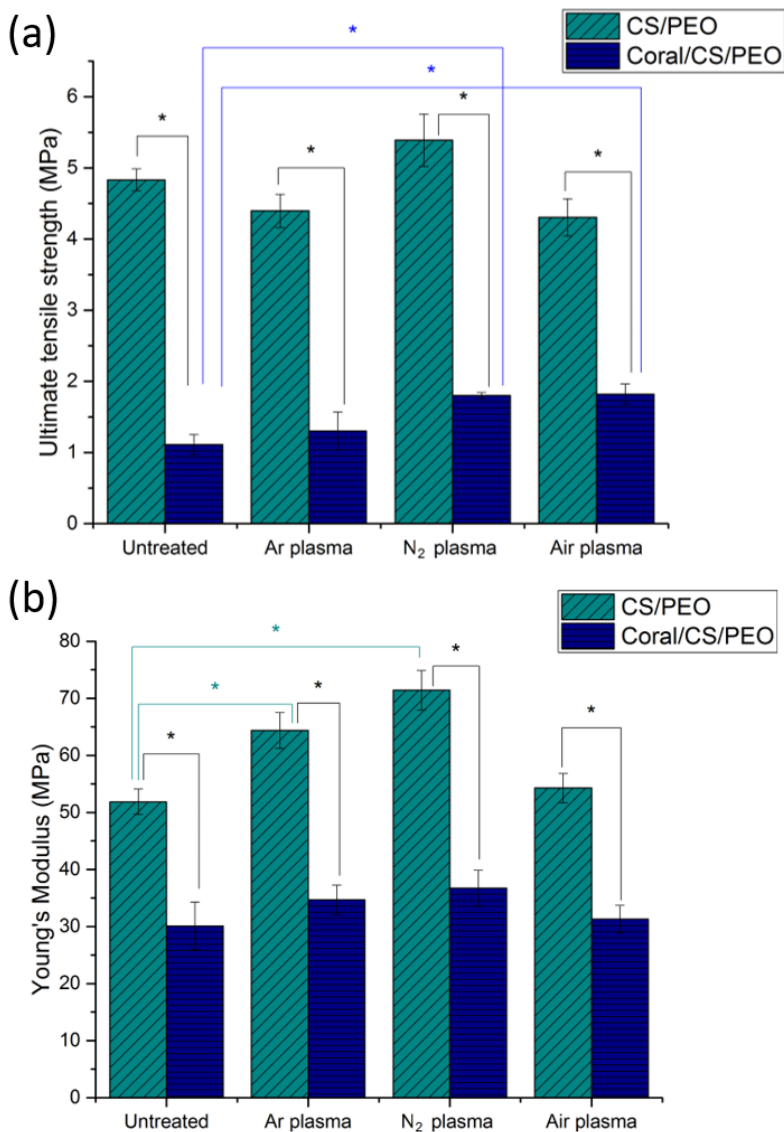 (a)
CS/PEO
Coral/CS/PEO
Ultimate tensile strength (MPa)
6
5
4
3
2
1
0
*
*
*
*
*
*
Untreated
Ar plasma
N₂ plasma
Air plasma
(b)
CS/PEO
Coral/CS/PEO
Young's Modulus (MPa)
80
70
60
50
40
30
20
10
0
*
*
*
*
*
*
Untreated
Ar plasma
N₂ plasma
Air plasma